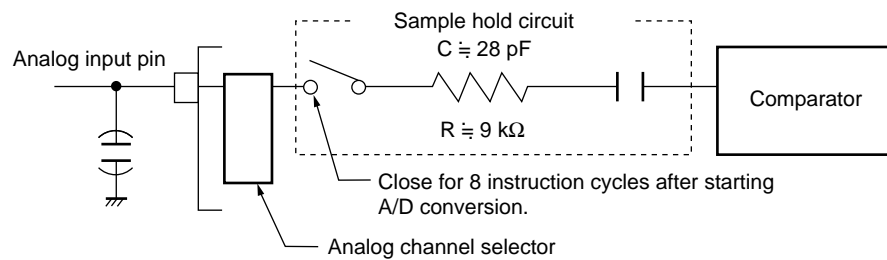 Sample hold circuit
C ≒ 28 pF
Analog input pin
Comparator
R ≒ 9 kΩ
Close for 8 instruction cycles after starting
A/D conversion.
Analog channel selector